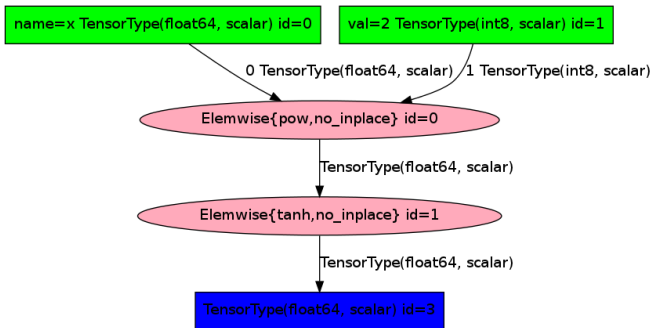 name=x TensorType(float64, scalar) id=0
val=2 TensorType(int8, scalar) id=1
0 TensorType(float64, scalar)
1 TensorType(int8, scalar)
Elemwise{pow,no_inplace} id=0
TensorType(float64, scalar)
Elemwise{tanh,no_inplace} id=1
TensorType(float64, scalar)
TensorType(float64, scalar) id=3